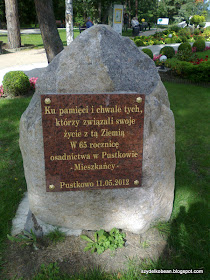 Ku pamięci i chwale tych,
którzy związali swoje
życie z tą Ziemią
W 65 rocznicę
osadnictwa w Pustkowie
- Mieszkańcy -
Pustkowo 11.05.2012
szydelkobean.blogspot.com